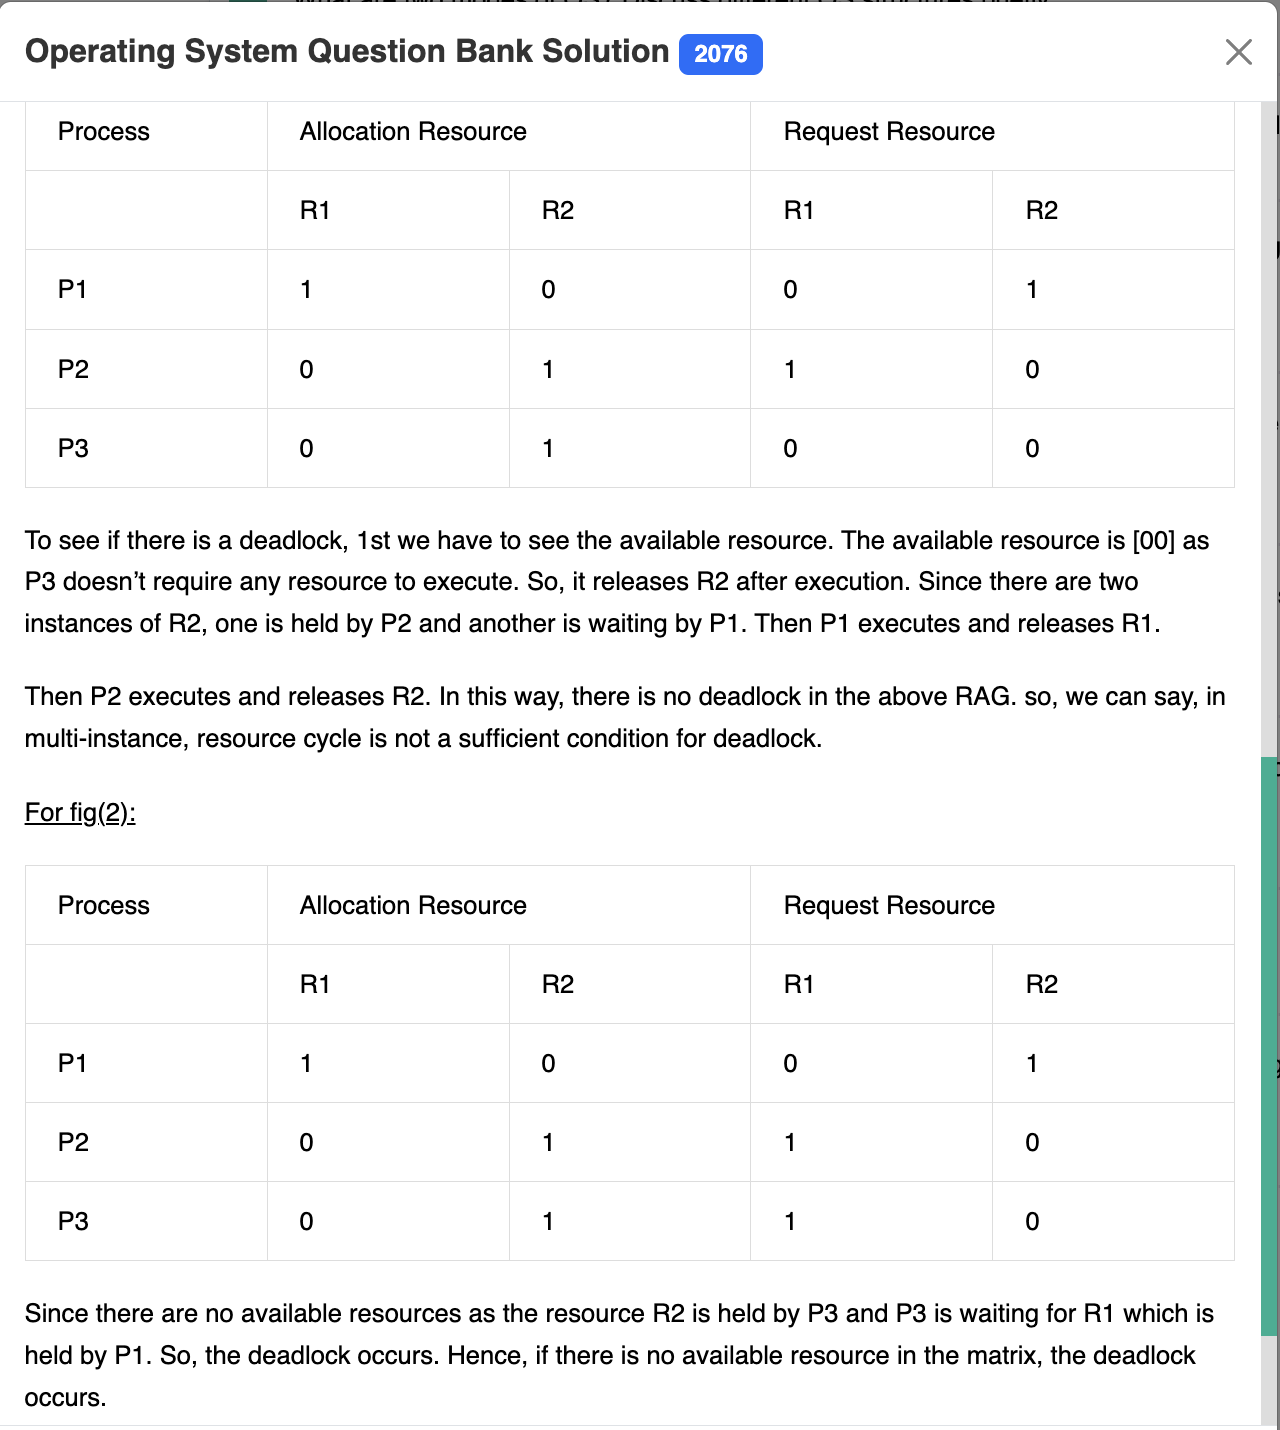 Operating System Question Bank Solution 2076
Process Allocation Resource Request Resource
R1 R2 R1 R2
P1 1 0 0 1
P2 0 1 1 0
P3 0 1 0 0
To see if there is a deadlock, 1st we have to see the available resource. The available resource is [00] as
P3 doesn’t require any resource to execute. So, it releases R2 after execution. Since there are two
instances of R2, one is held by P2 and another is waiting by P1. Then P1 executes and releases R1.
Then P2 executes and releases R2. In this way, there is no deadlock in the above RAG. so, we can say, in
multi-instance, resource cycle is not a sufficient condition for deadlock.
For fig(2):
Process Allocation Resource Request Resource
R1 R2 R1 R2
P1 1 0 0 1
P2 0 1 1 0
P3 0 1 1 0
Since there are no available resources as the resource R2 is held by P3 and P3 is waiting for R1 which is
held by P1. So, the deadlock occurs. Hence, if there is no available resource in the matrix, the deadlock
occurs.